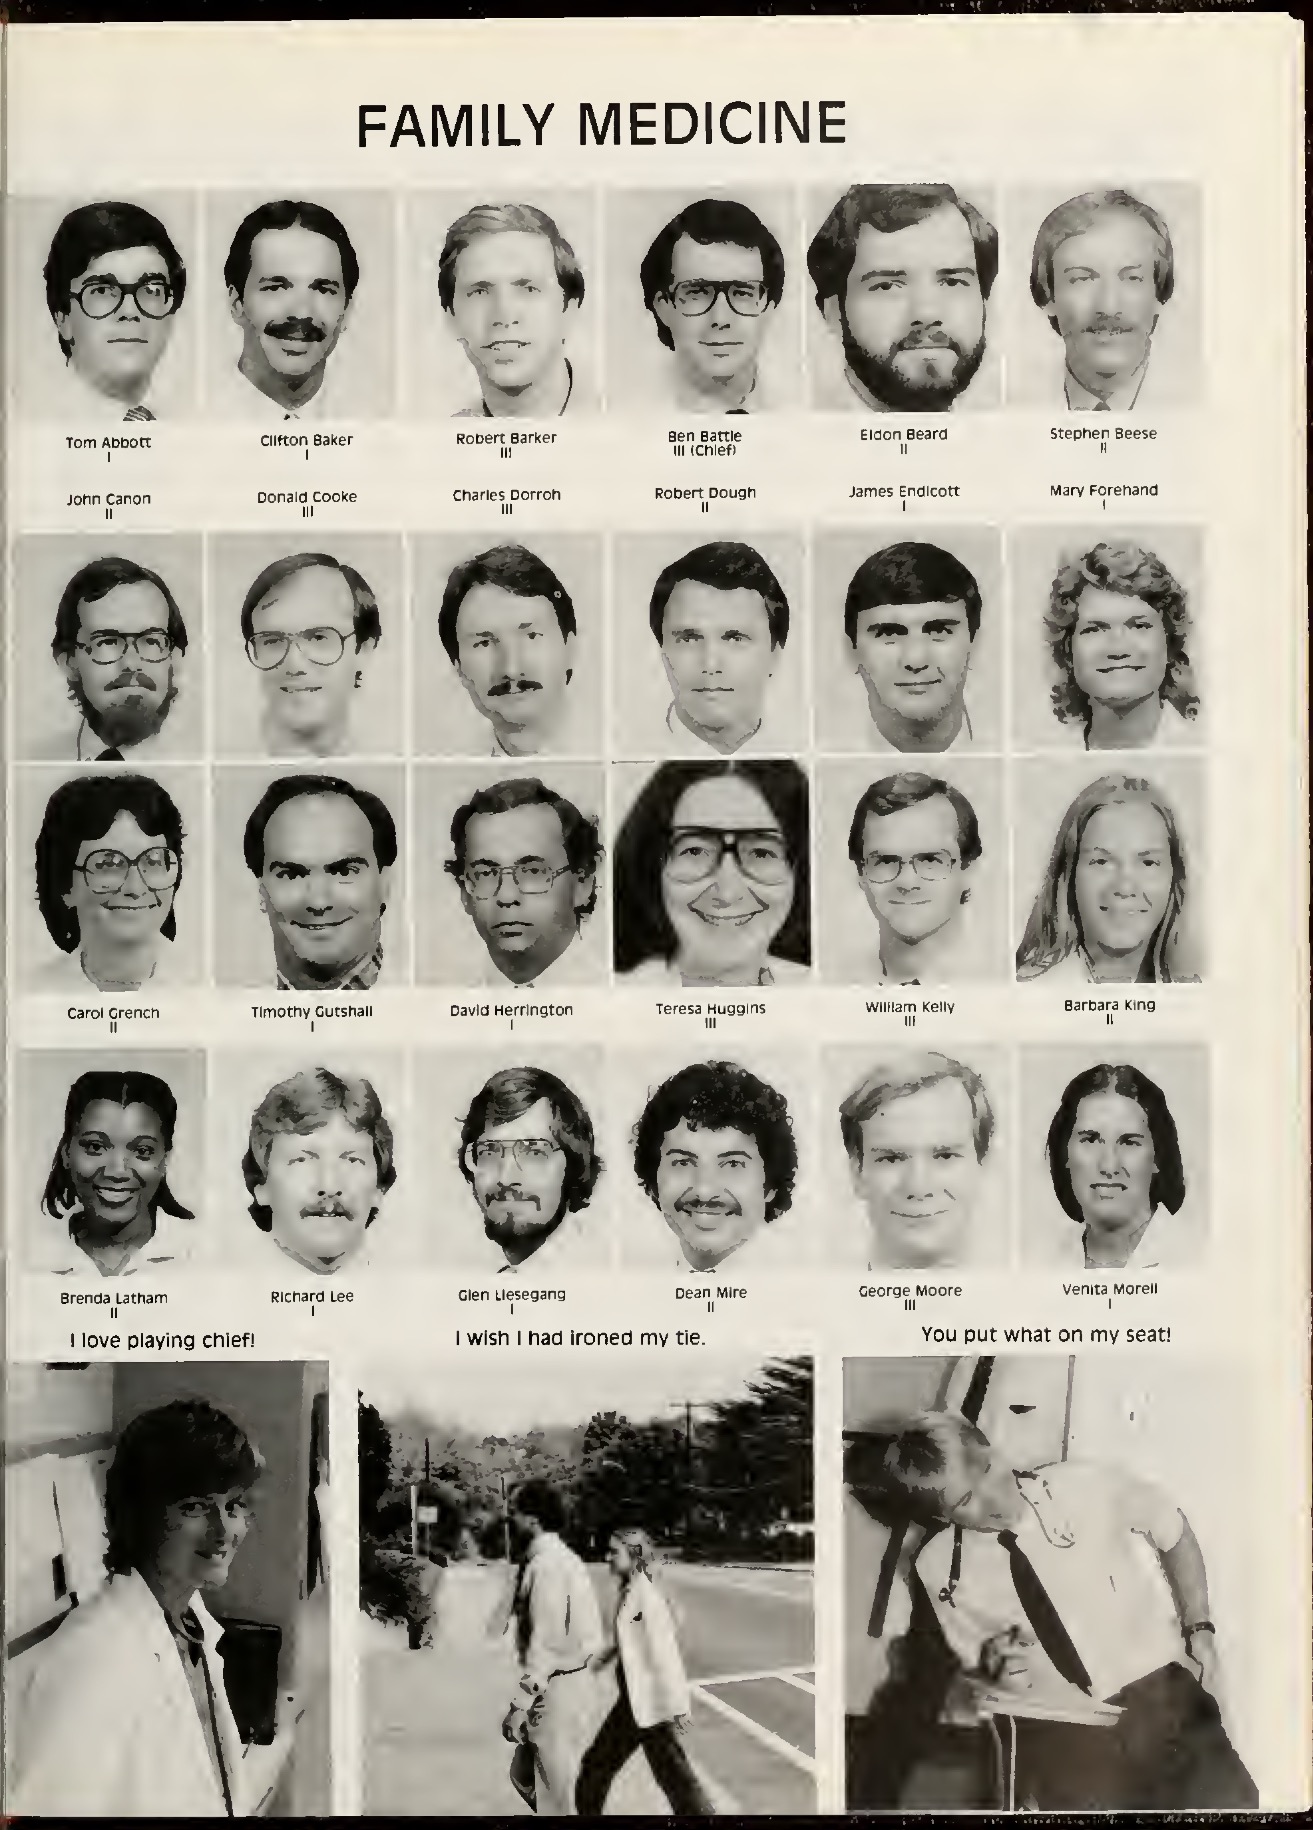 FAMILY MEDICINE
Tom Abbott
I
Clifton Baker
I
Robert Barker
III
Ben Battle
III (Chief)
Eldon Beard
II
Stephen Beese
II
John Canon
II
Donald Cooke
III
Charles Dorroh
III
Robert Dough
II
James Endicott
I
Mary Forehand
I
Carol Grench
II
Timothy Gutshall
I
David Herrington
I
Teresa Huggins
III
William Kelly
III
Barbara King
II
Brenda Latham
II
Richard Lee
I
Glen Liesegang
I
Dean Mire
II
George Moore
III
Venita Morell
I
I love playing chief!
I wish I had ironed my tie.
You put what on my seat!